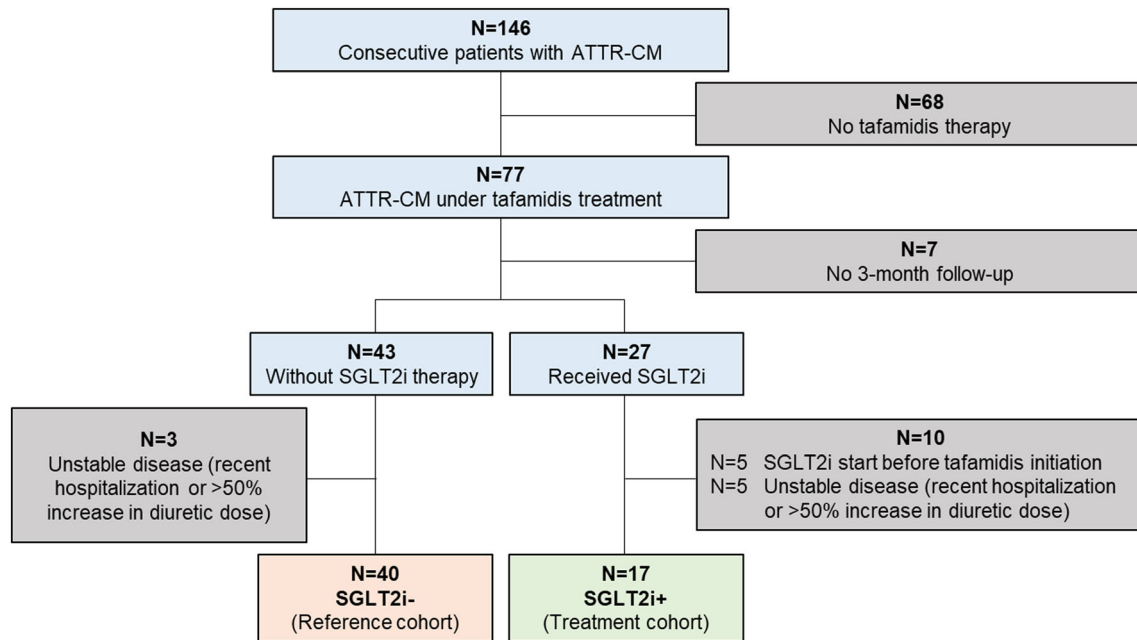 N=146
Consecutive patients with ATTR-CM
N=68
No tafamidis therapy
N=77
ATTR-CM under tafamidis treatment
N=7
No 3-month follow-up
N=43
Without SGLT2i therapy
N=27
Received SGLT2i
N=3
Unstable disease (recent
hospitalization or >50%
increase in diuretic dose)
N=10
N=5 SGLT2i start before tafamidis initiation
N=5 Unstable disease (recent hospitalization
or >50% increase in diuretic dose)
N=40
SGLT2i-
(Reference cohort)
N=17
SGLT2i+
(Treatment cohort)